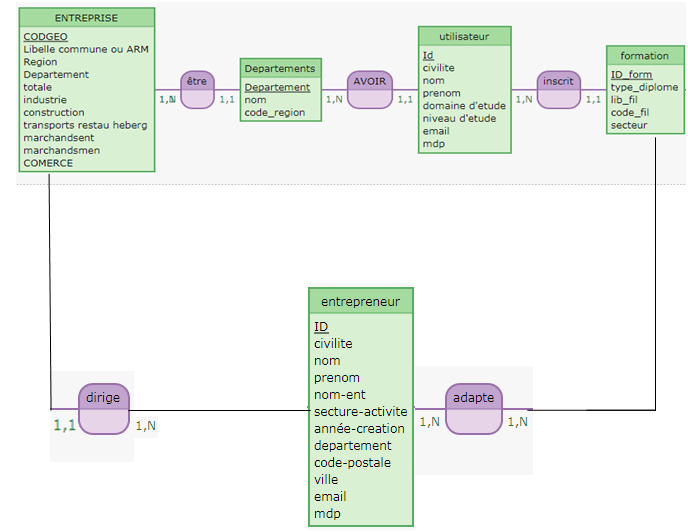 ENTREPRISE
CODGEO
Libelle commune ou ARM
Region
Departement
totale
industrie
construction
transports restau heberg
marchandsent
marchandsmen
COMERCE
être
1,1
Departements
Departement
nom
code_region
1,N
AVOIR
1,1
utilisateur
Id
civilite
nom
prenom
domaine d'etude
niveau d'etude
email
mdp
1,N
inscrit
1,1
formation
ID_form
type_diplome
lib_fil
code_fil
secteur
entrepreneur
ID
civilite
nom
prenom
nom-ent
secture-activite
année-creation
departement
code-postale
ville
email
mdp
dirige
1,1
1,N
adapte
1,N
1,N